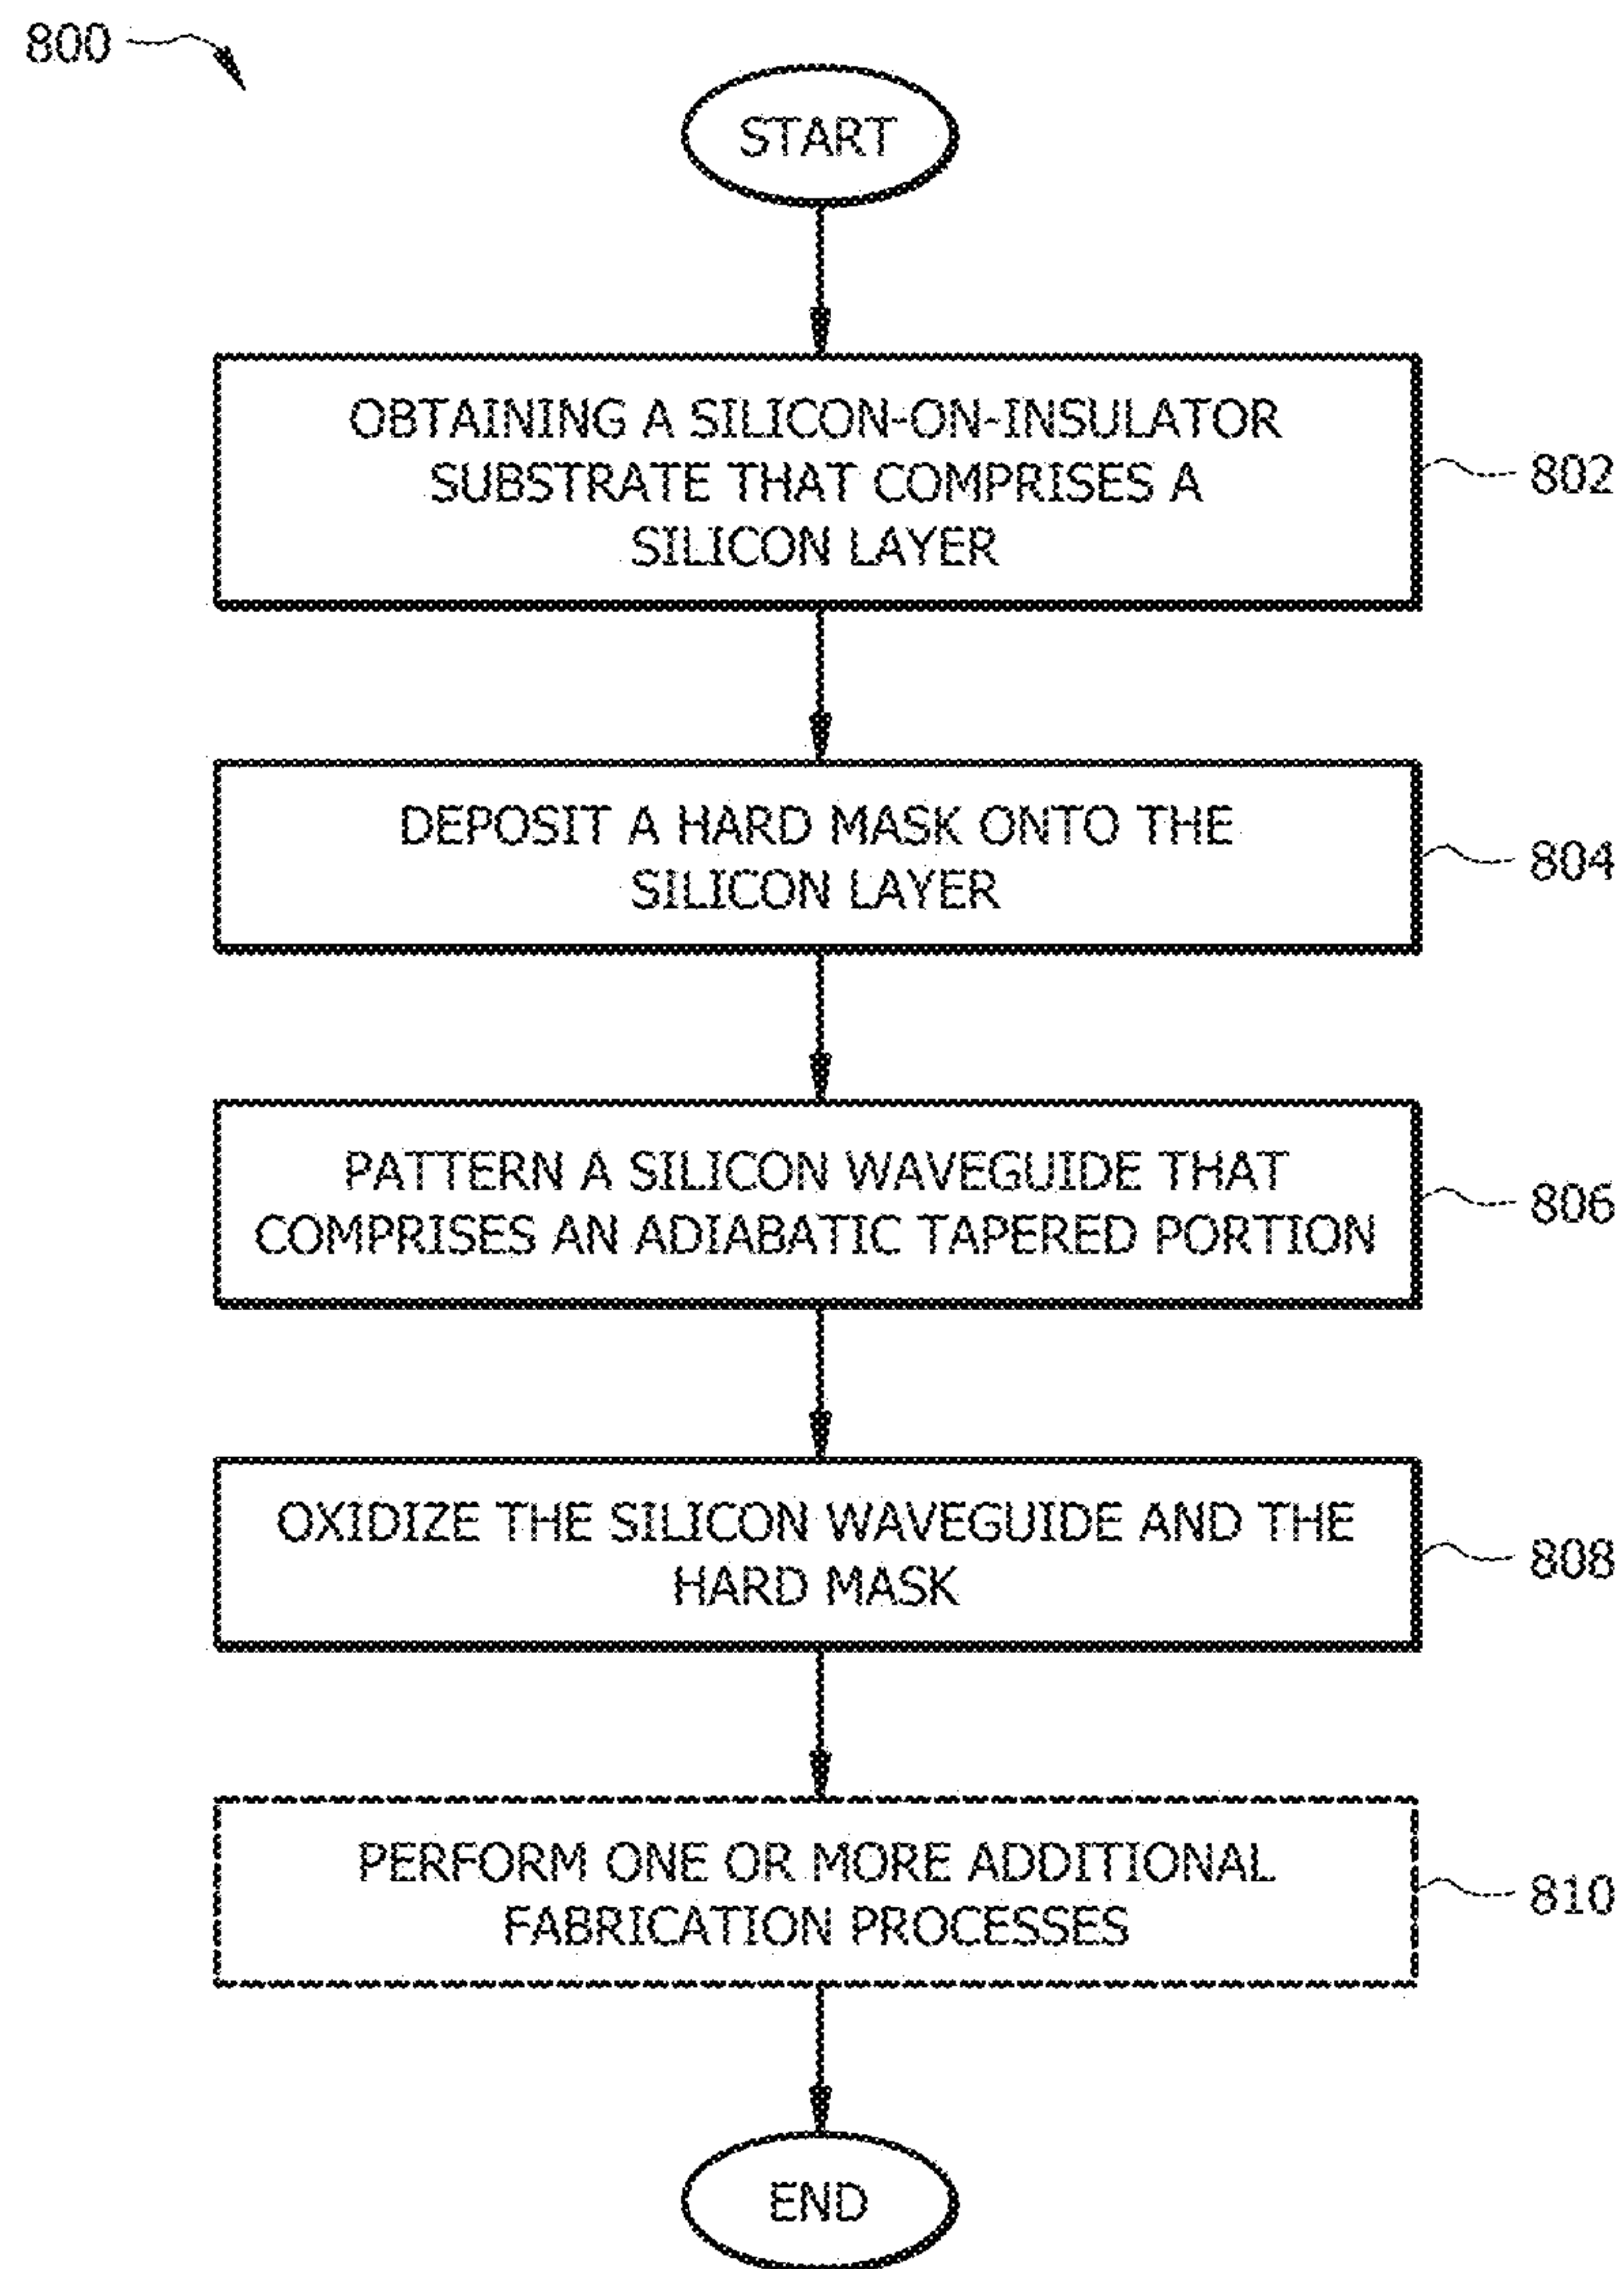 800
START
OBTAINING A SILICON-ON-INSULATOR
SUBSTRATE THAT COMPRISES A
SILICON LAYER
802
DEPOSIT A HARD MASK ONTO THE
SILICON LAYER
804
PATTERN A SILICON WAVEGUIDE THAT
COMPRISES AN ADIABATIC TAPERED PORTION
806
OXIDIZE THE SILICON WAVEGUIDE AND THE
HARD MASK
808
PERFORM ONE OR MORE ADDITIONAL
FABRICATION PROCESSES
810
END